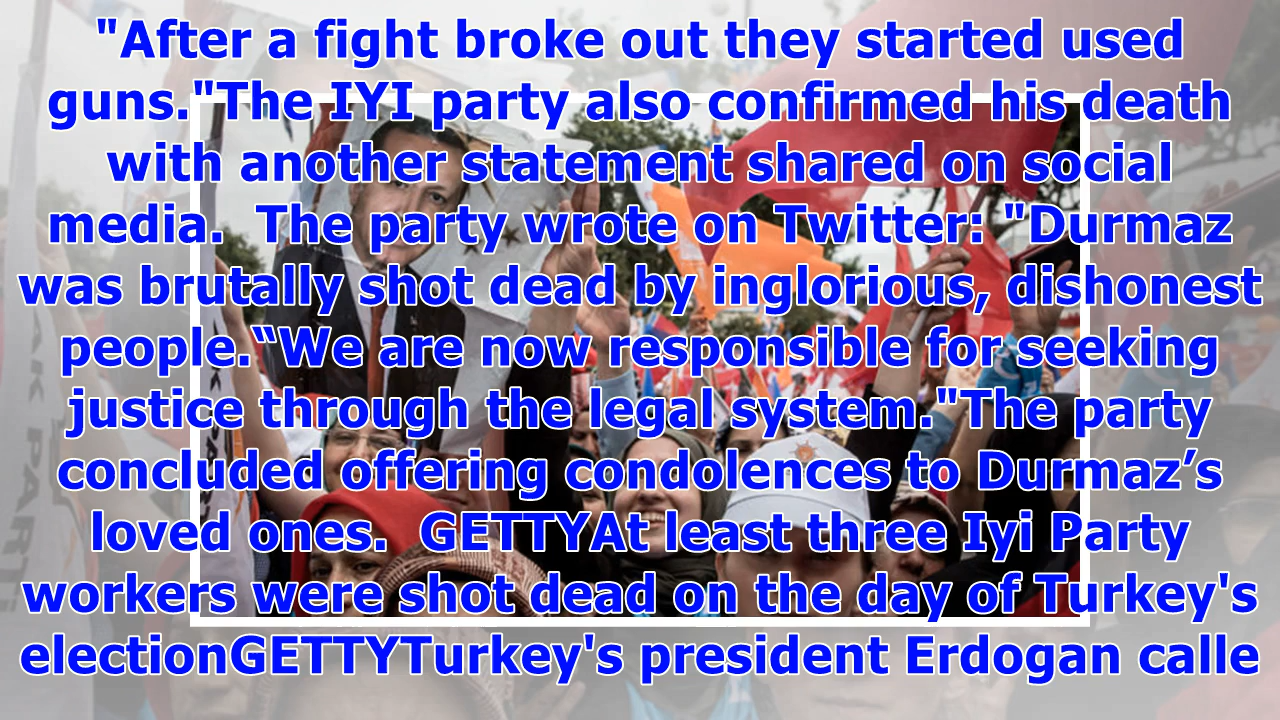 "After a fight broke out they started used
guns."The IYI party also confirmed his death
with another statement shared on social
media.  The party wrote on Twitter: "Durmaz
was brutally shot dead by inglorious, dishonest
people.“We are now responsible for seeking
justice through the legal system."The party
concluded offering condolences to Durmaz’s
loved ones.  GETTYAt least three Iyi Party
workers were shot dead on the day of Turkey's
electionGETTYTurkey's president Erdogan calle